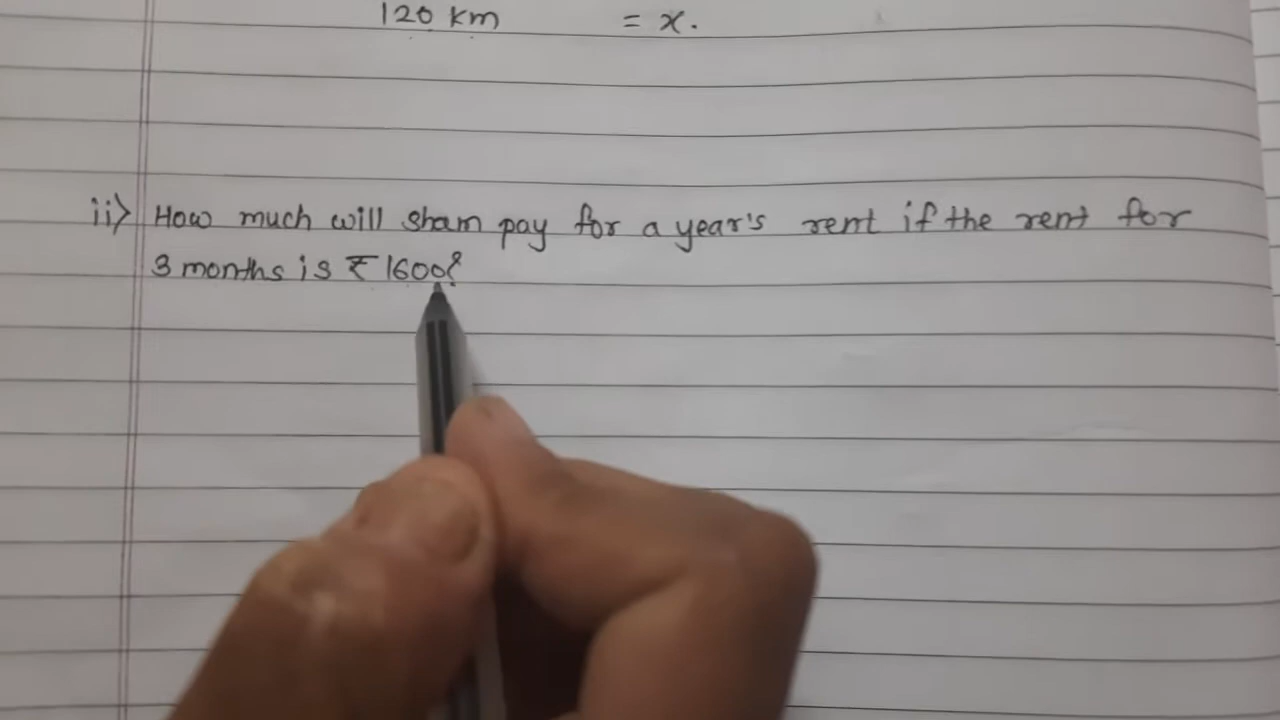 120 km = x.
ii) How much will sham pay for a year's rent if the rent for
3 months is ₹ 1600?